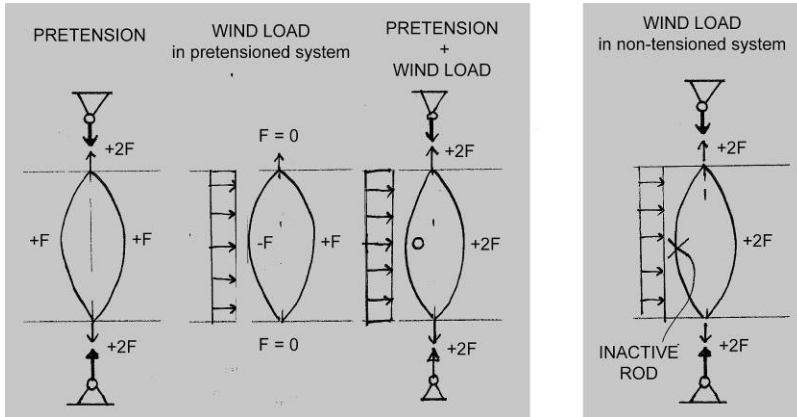 PRETENSION
WIND LOAD
in pretensioned system
PRETENSION
+
WIND LOAD
+2F
F = 0
+2F
+F
+F
-F
+F
O
+2F
+2F
F = 0
+2F
WIND LOAD
in non-tensioned system
+2F
+2F
+2F
INACTIVE
ROD